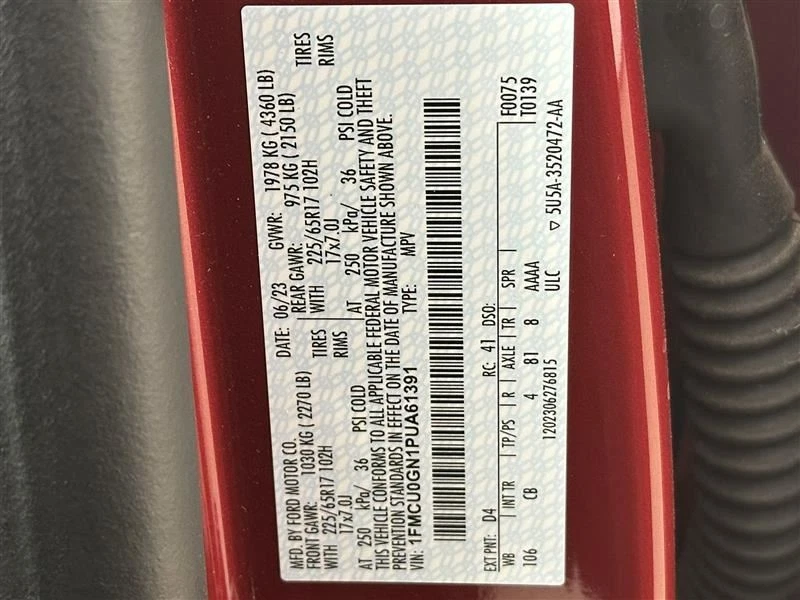 MFD. BY FORD MOTOR CO. DATE: 06/23 GVWR: 1978 KG ( 4360 LB)
FRONT GAWR: 1030 KG ( 2270 LB) REAR GAWR: 975 KG ( 2150 LB)
WITH 225/65R17 102H TIRES WITH 225/65R17 102H TIRES
17x7.0J RIMS 17x7.0J RIMS
AT 250 kPa/ 36 PSI COLD AT 250 kPa/ 36 PSI COLD
THIS VEHICLE CONFORMS TO ALL APPLICABLE FEDERAL MOTOR VEHICLE SAFETY AND THEFT
PREVENTION STANDARDS IN EFFECT ON THE DATE OF MANUFACTURE SHOWN ABOVE.
VIN: 1FMCU0GN1PUA61391 TYPE: MPV
F0075
EXT PNT: D4 RC: 41 DSO: T0139
WB INT TR TP/PS R AXLE TR SPR
106 CB 4 B1 8 AAAA ▽ 5U5A-3520472-AA
1202306276815 ULC